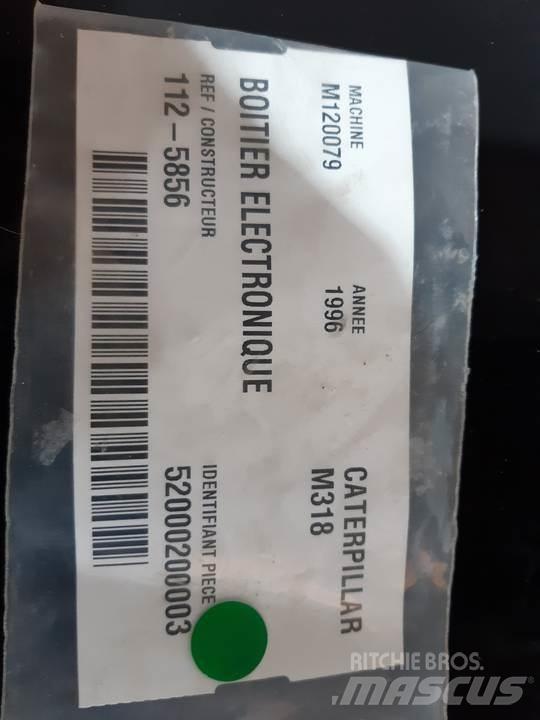 MACHINE
M120079
ANNEE
1996
CATERPILLAR
M318
BOITIER ELECTRONIQUE
REF / CONSTRUCTEUR
112-5856
IDENTIFIANT PIECE
52000200003
RITCHIE BROS.
MASCUS